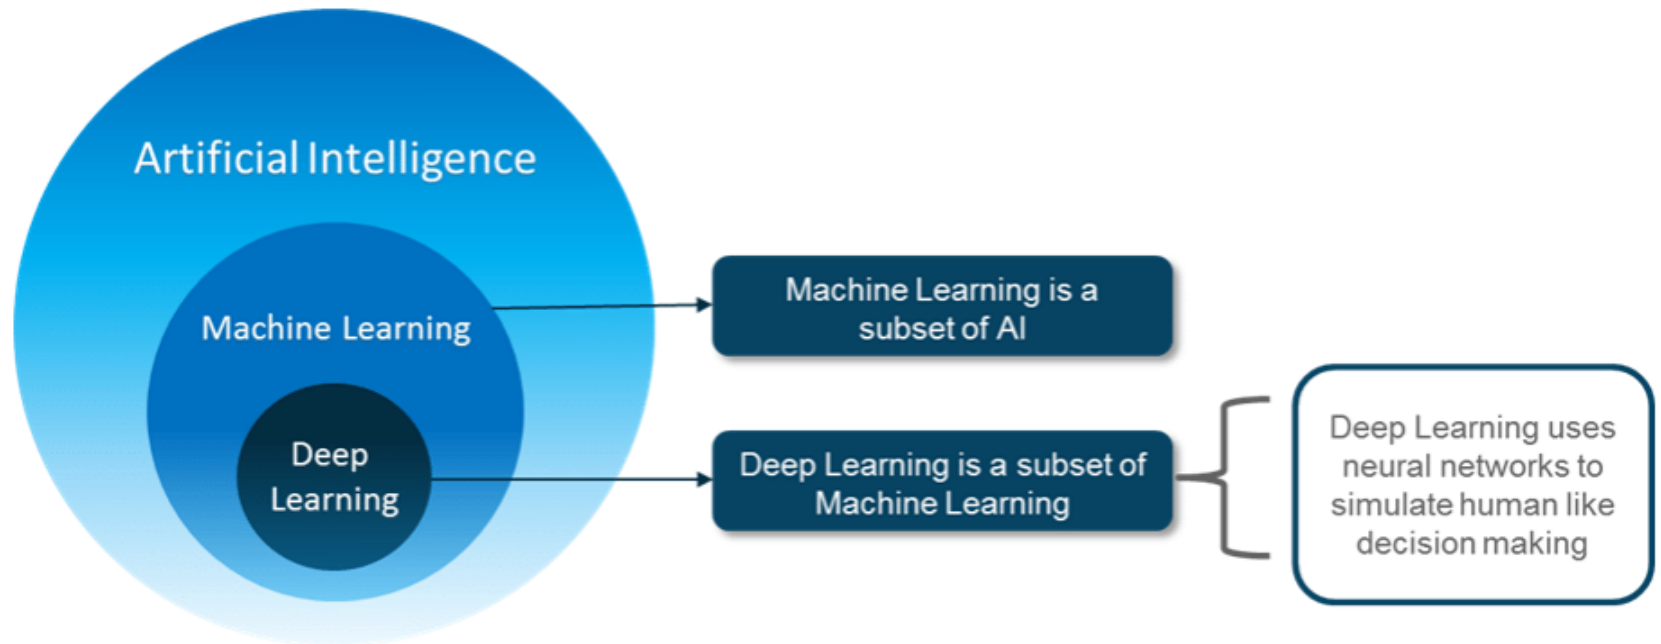 Artificial Intelligence
Machine Learning
Deep
Learning
Machine Learning is a
subset of AI
Deep Learning is a subset of
Machine Learning
Deep Learning uses
neural networks to
simulate human like
decision making